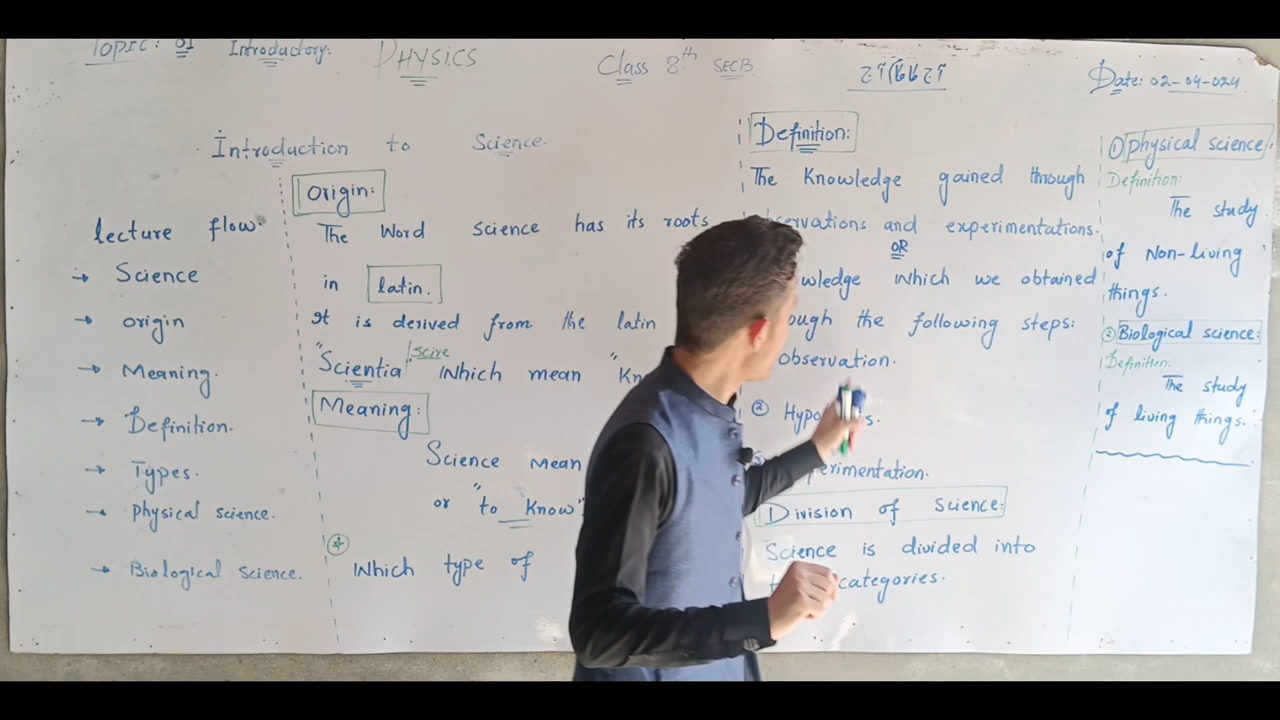 Topic: 01 Introductory: PHYSICS Class 8th SEC B Date: 02-04-024
Introduction to Science.
lecture flow.
→ Science
→ origin
→ Meaning.
→ Definition.
→ Types.
→ physical science.
→ Biological science.
Origin:
The Word science has its roots
in latin.
It is derived from the latin
"Scientia /scire which mean
Meaning:
Science mean
or "to know"
Which type of
Definition:
The Knowledge gained through
and experimentations.
OR
which we obtained
the following steps:
observation.
②
Division of Science:
Science is divided into
categories.
① physical science
Definition:
The study
of Non-living
things.
② Biological science:
Definition:
The study
of living things.